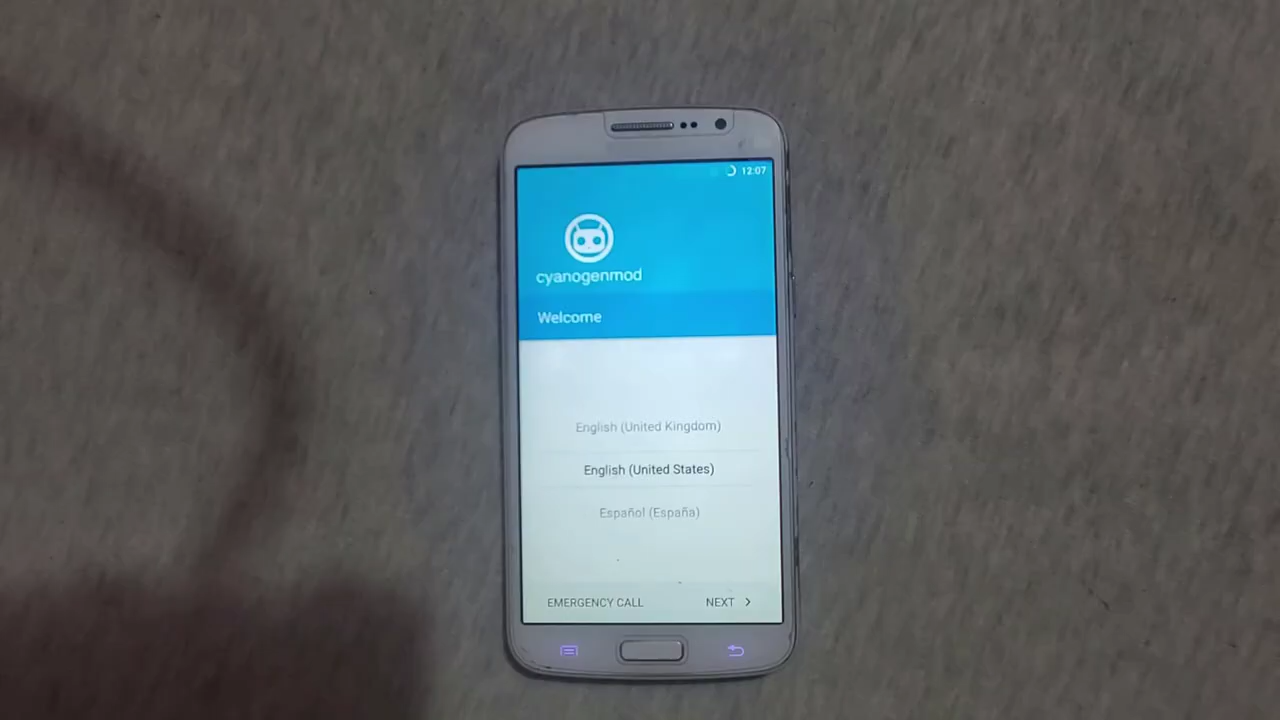 12:07
cyanogenmod
Welcome
English (United Kingdom)
English (United States)
Español (España)
EMERGENCY CALL NEXT